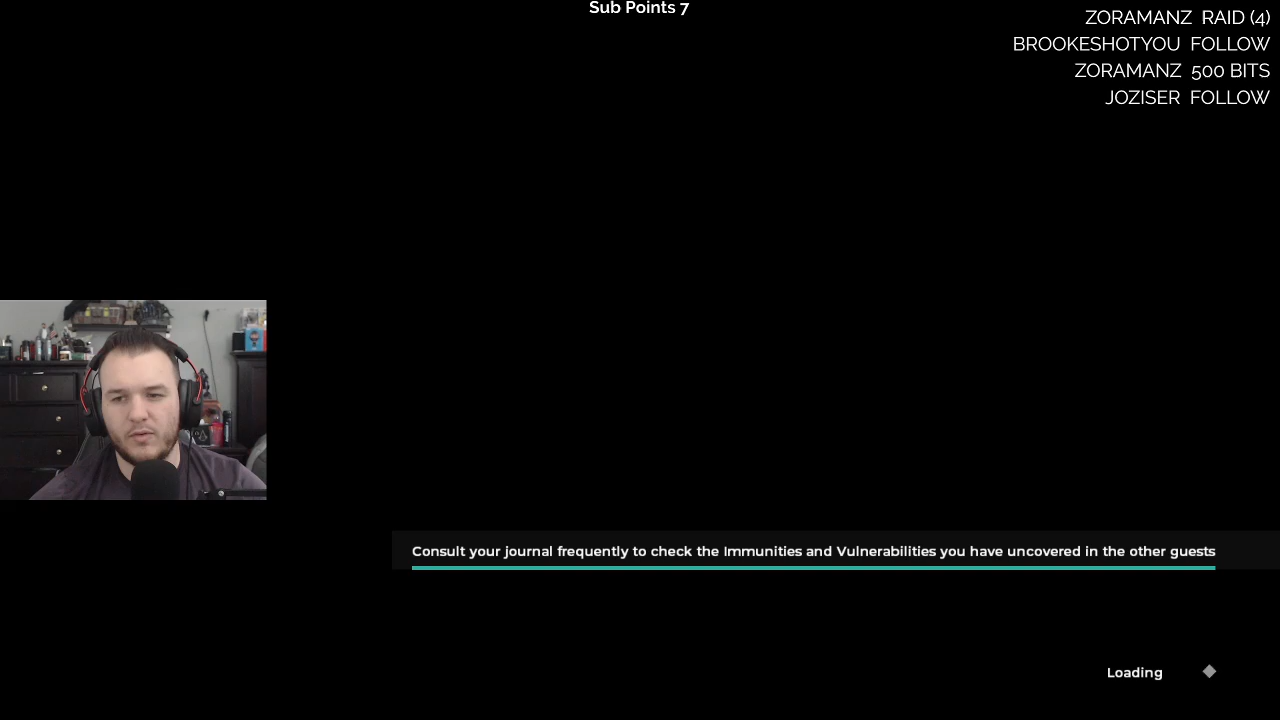 Sub Points 7
ZORAMANZ RAID (4)
BROOKESHOTYOU FOLLOW
ZORAMANZ 500 BITS
JOZISER FOLLOW
Consult your journal frequently to check the Immunities and Vulnerabilities you have uncovered in the other guests
Loading